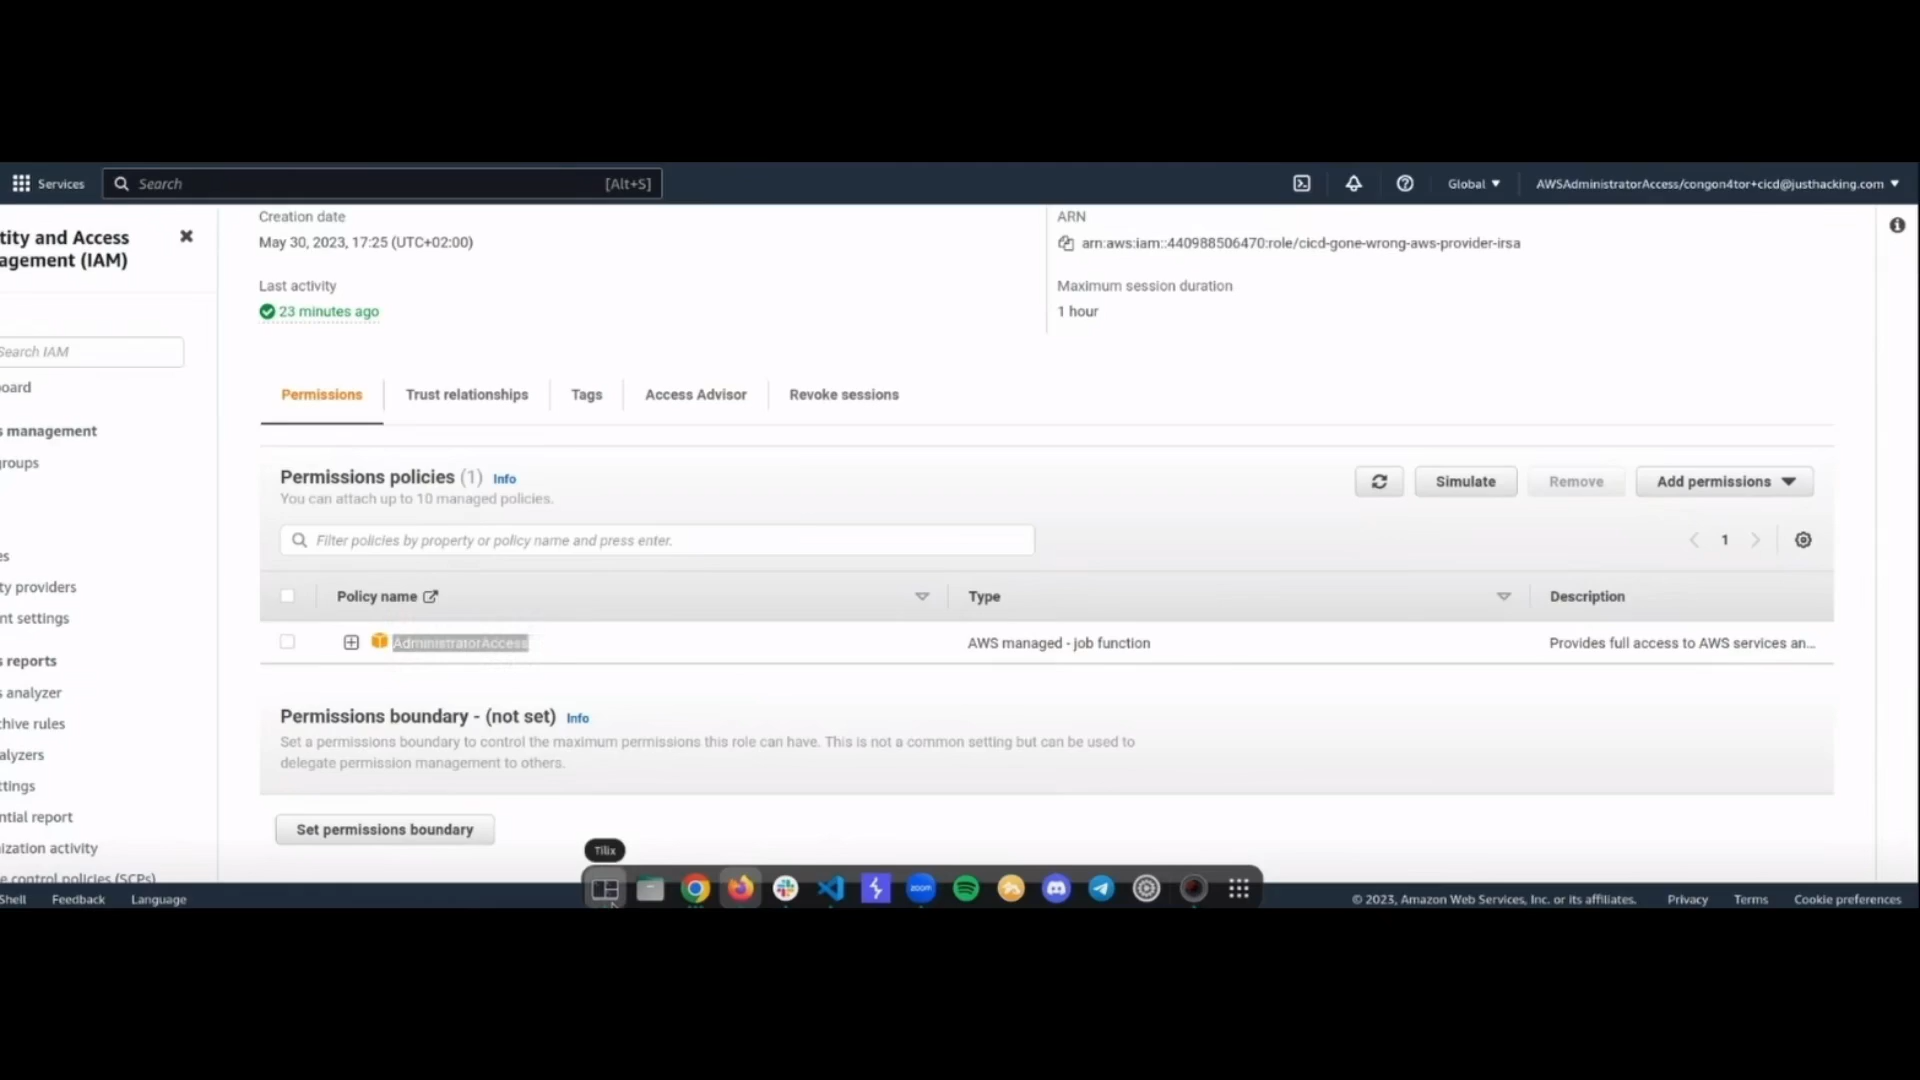 Services
Search
[Alt+S]
Global
AWSAdministratorAccess/congon4tor+cicd@justhacking.com
tity and Access
agement (IAM)
Search IAM
oard
s management
groups
es
ty providers
nt settings
s reports
s analyzer
chive rules
alyzers
ttings
ntial report
ization activity
e control policies (SCPs)
Creation date
May 30, 2023, 17:25 (UTC+02:00)
ARN
arn:aws:iam::440988506470:role/cicd-gone-wrong-aws-provider-irsa
Last activity
23 minutes ago
Maximum session duration
1 hour
Permissions
Trust relationships
Tags
Access Advisor
Revoke sessions
Permissions policies (1) Info
You can attach up to 10 managed policies.
Simulate
Remove
Add permissions
Filter policies by property or policy name and press enter.
1
Policy name
Type
Description
AdministratorAccess
AWS managed - job function
Provides full access to AWS services an...
Permissions boundary - (not set) Info
Set a permissions boundary to control the maximum permissions this role can have. This is not a common setting but can be used to
delegate permission management to others.
Set permissions boundary
Tilix
zoom
Shell
Feedback
Language
© 2023, Amazon Web Services, Inc. or its affiliates.
Privacy
Terms
Cookie preferences